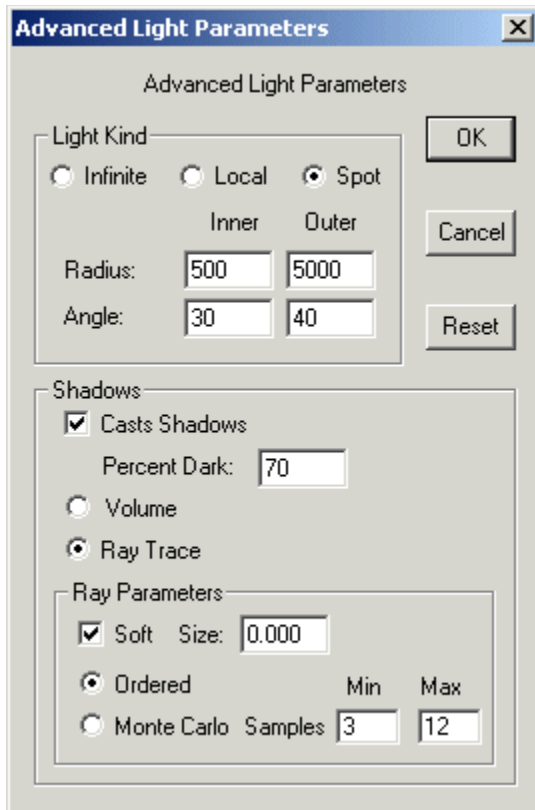 Advanced Light Parameters
Advanced Light Parameters
Light Kind
OK
Infinite Local Spot
Inner Outer
Cancel
Radius: 500 5000
Angle: 30 40
Reset
Shadows
Casts Shadows
Percent Dark: 70
Volume
Ray Trace
Ray Parameters
Soft Size: 0.000
Ordered Min Max
Monte Carlo Samples 3 12